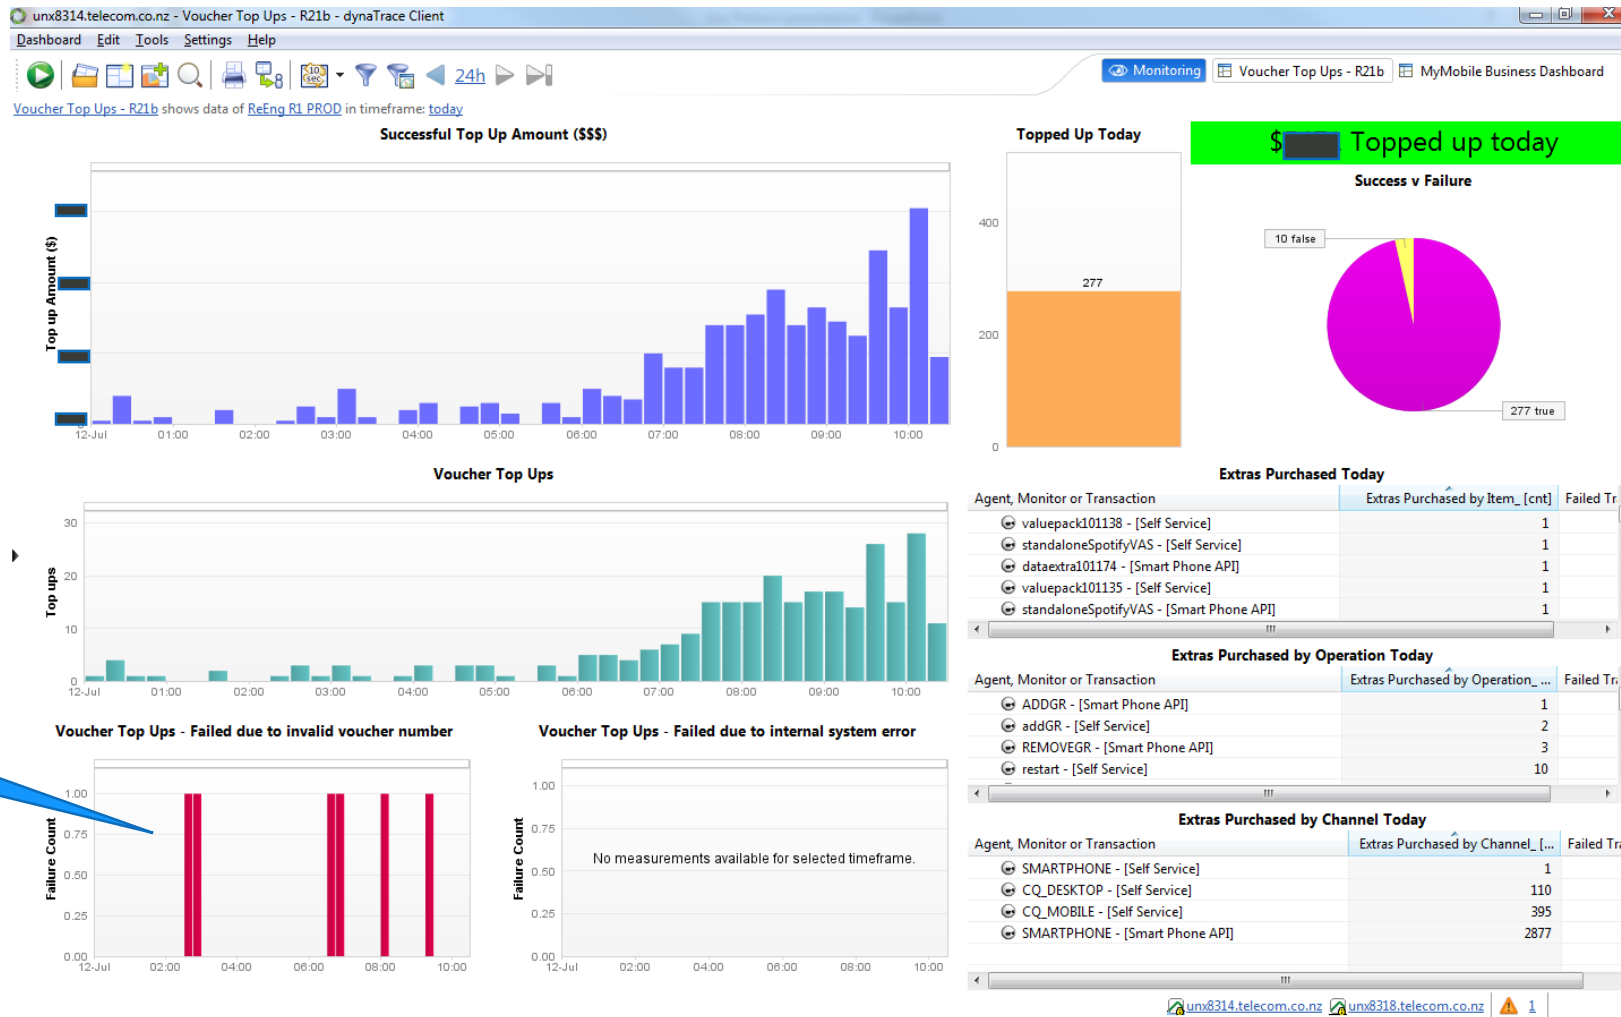 unx8314.telecom.co.nz - Voucher Top Ups - R21b - dynaTrace Client
Dashboard Edit Tools Settings Help
10 sec 24h Monitoring Voucher Top Ups - R21b MyMobile Business Dashboard
Voucher Top Ups - R21b shows data of ReEng R1 PROD in timeframe: today
Successful Top Up Amount ($$$)
Top up Amount ($)
12-Jul 01:00 02:00 03:00 04:00 05:00 06:00 07:00 08:00 09:00 10:00
Topped Up Today
400
277
200
0
$ Topped up today
Success v Failure
10 false
277 true
Voucher Top Ups
Top ups
30
20
10
0
12-Jul 01:00 02:00 03:00 04:00 05:00 06:00 07:00 08:00 09:00 10:00
Extras Purchased Today
Agent, Monitor or Transaction Extras Purchased by Item_ [cnt] Failed Tr
valuepack101138 - [Self Service] 1
standaloneSpotifyVAS - [Self Service] 1
dataextra101174 - [Smart Phone API] 1
valuepack101135 - [Self Service] 1
standaloneSpotifyVAS - [Smart Phone API] 1
Extras Purchased by Operation Today
Agent, Monitor or Transaction Extras Purchased by Operation_ ... Failed Tr
ADDGR - [Smart Phone API] 1
addGR - [Self Service] 2
REMOVEGR - [Smart Phone API] 3
restart - [Self Service] 10
Voucher Top Ups - Failed due to invalid voucher number
Failure Count
1.00
0.75
0.50
0.25
0.00
12-Jul 02:00 04:00 06:00 08:00 10:00
Voucher Top Ups - Failed due to internal system error
Failure Count
1.00
0.75
No measurements available for selected timeframe.
0.50
0.25
0.00
12-Jul 02:00 04:00 06:00 08:00 10:00
Extras Purchased by Channel Today
Agent, Monitor or Transaction Extras Purchased by Channel_ [... Failed Tra
SMARTPHONE - [Self Service] 1
CQ_DESKTOP - [Self Service] 110
CQ_MOBILE - [Self Service] 395
SMARTPHONE - [Smart Phone API] 2877
unx8314.telecom.co.nz unx8318.telecom.co.nz 1